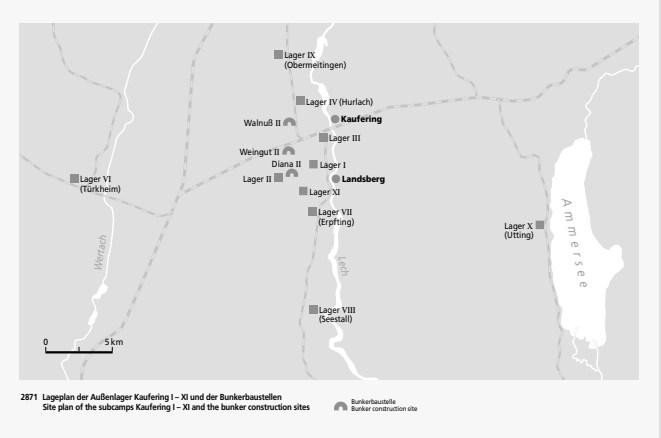 Lager IX
(Obermeitingen)
Lager IV (Hurlach)
Walnuß II
Kaufering
Lager III
Weingut II
Diana II
Lager I
Lager II
Landsberg
Lager VI
(Türkheim)
Lager XI
Lager VII
(Erpfting)
Lager X
(Utting)
Ammersee
Wertach
Lech
Lager VIII
(Seestall)
0 5 km
2871 Lageplan der Außenlager Kaufering I – XI und der Bunkerbaustellen
Site plan of the subcamps Kaufering I – XI and the bunker construction sites
Bunkerbaustelle
Bunker construction site